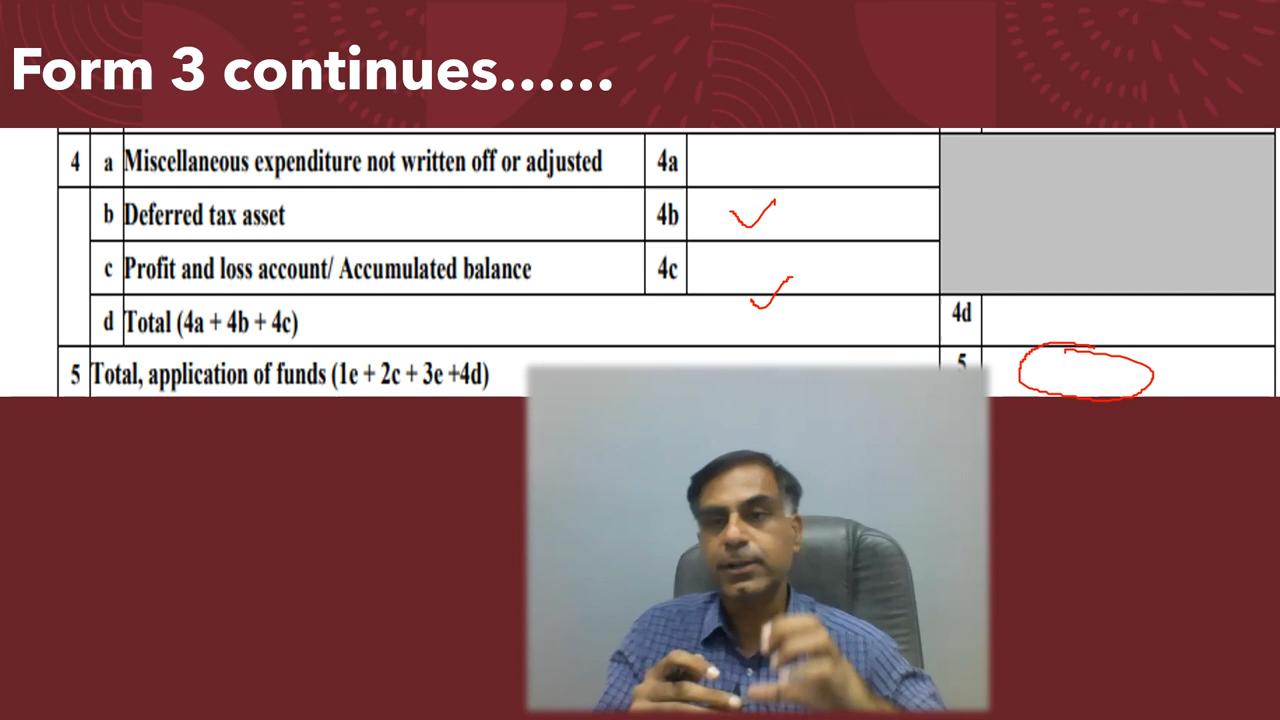 Form 3 continues......
4 a Miscellaneous expenditure not written off or adjusted 4a
b Deferred tax asset 4b
c Profit and loss account/ Accumulated balance 4c
d Total (4a + 4b + 4c) 4d
5 Total, application of funds (1e + 2c + 3e +4d) 5